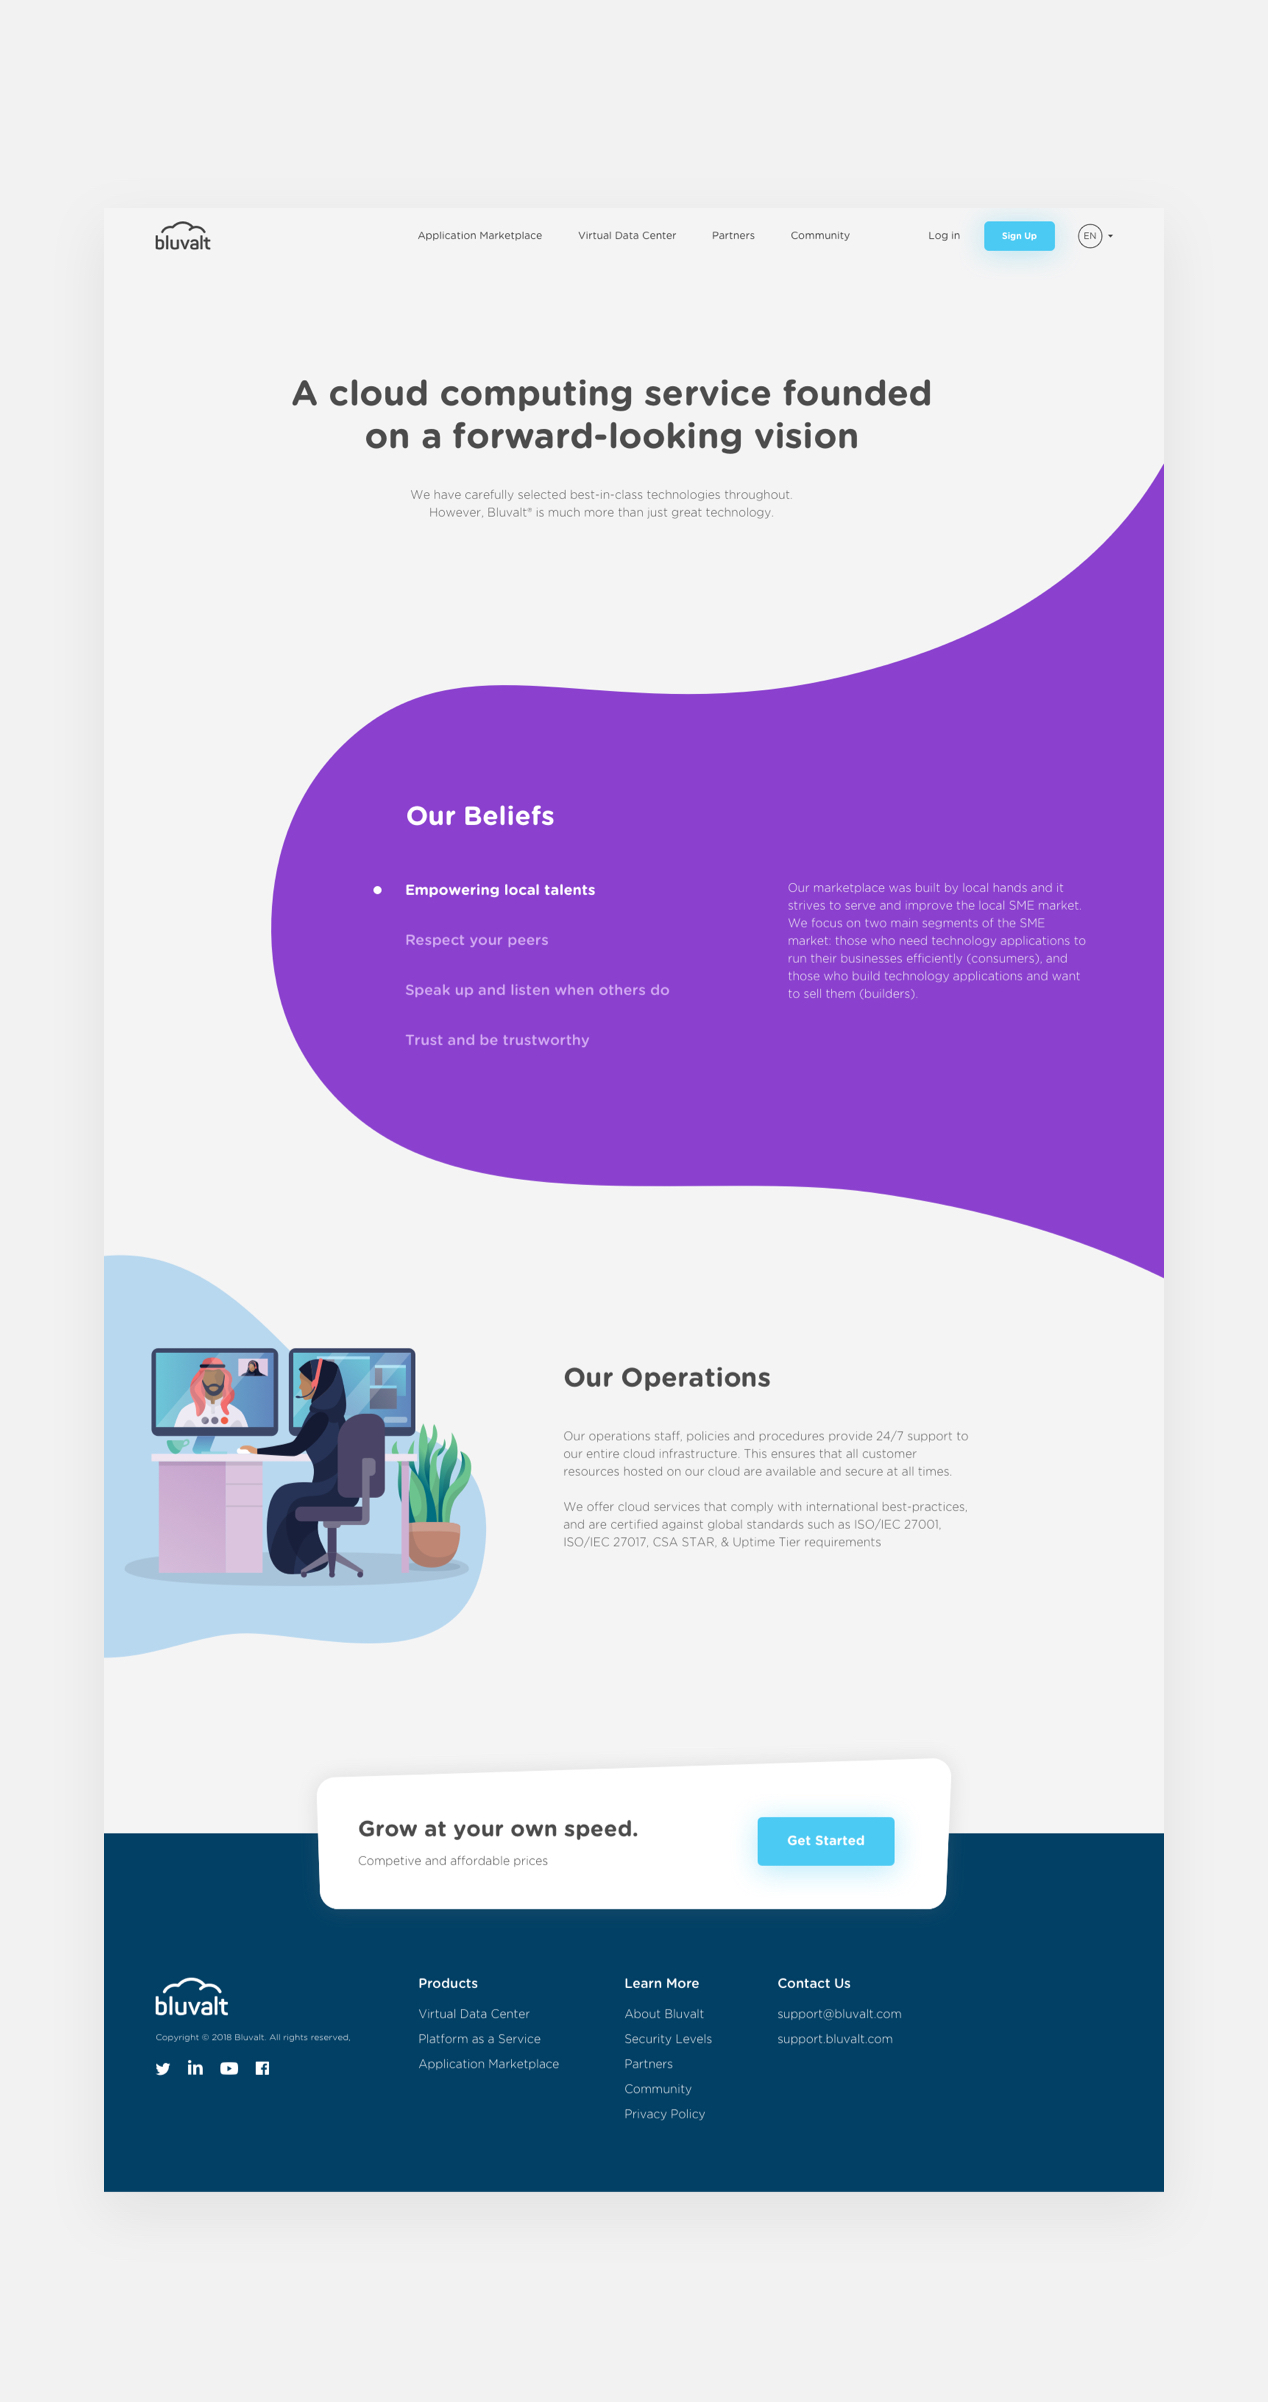 bluvalt
Application Marketplace
Virtual Data Center
Partners
Community
Log in
Sign Up
EN
A cloud computing service founded
on a forward-looking vision
We have carefully selected best-in-class technologies throughout.
However, Bluvalt® is much more than just great technology.
Our Beliefs
Empowering local talents
Respect your peers
Speak up and listen when others do
Trust and be trustworthy
Our marketplace was built by local hands and it
strives to serve and improve the local SME market.
We focus on two main segments of the SME
market: those who need technology applications to
run their businesses efficiently (consumers), and
those who build technology applications and want
to sell them (builders).
Our Operations
Our operations staff, policies and procedures provide 24/7 support to
our entire cloud infrastructure. This ensures that all customer
resources hosted on our cloud are available and secure at all times.
We offer cloud services that comply with international best-practices,
and are certified against global standards such as ISO/IEC 27001,
ISO/IEC 27017, CSA STAR, & Uptime Tier requirements
Grow at your own speed.
Competive and affordable prices
Get Started
bluvalt
Copyright © 2018 Bluvalt. All rights reserved,
Products
Virtual Data Center
Platform as a Service
Application Marketplace
Learn More
About Bluvalt
Security Levels
Partners
Community
Privacy Policy
Contact Us
support@bluvalt.com
support.bluvalt.com